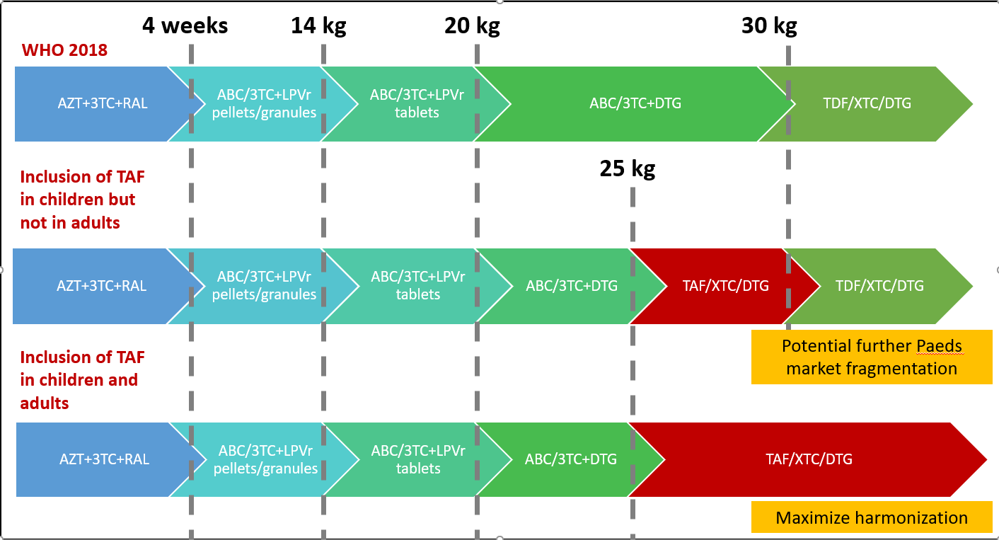 4 weeks
14 kg
20 kg
30 kg
WHO 2018
AZT+3TC+RAL
ABC/3TC+LPVr
pellets/granules
ABC/3TC+LPVr
tablets
ABC/3TC+DTG
TDF/XTC/DTG
Inclusion of TAF
in children but
not in adults
25 kg
AZT+3TC+RAL
ABC/3TC+LPVr
pellets/granules
ABC/3TC+LPVr
tablets
ABC/3TC+DTG
TAF/XTC/DTG
TDF/XTC/DTG
Potential further Paeds
market fragmentation
Inclusion of TAF
in children and
adults
AZT+3TC+RAL
ABC/3TC+LPVr
pellets/granules
ABC/3TC+LPVr
tablets
ABC/3TC+DTG
TAF/XTC/DTG
Maximize harmonization